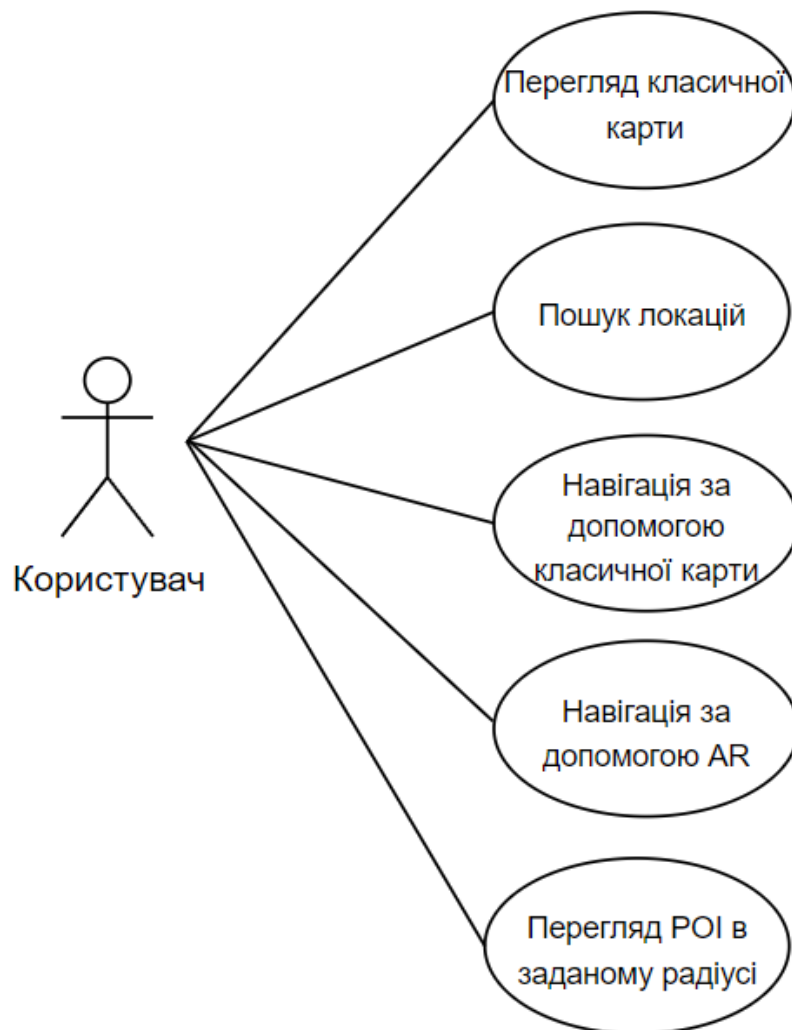 Перегляд класичної
карти
Пошук локацій
Користувач
Навігація за
допомогою
класичної карти
Навігація за
допомогою AR
Перегляд POI в
заданому радіусі